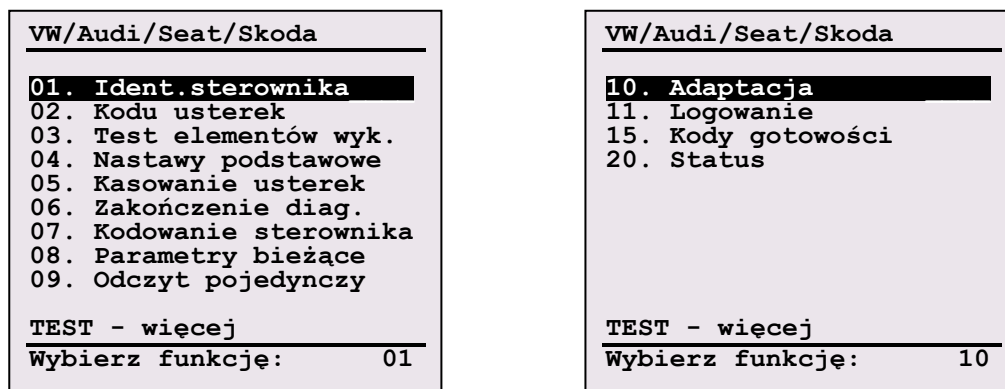 VW/Audi/Seat/Skoda
01. Ident.sterownika
02. Kodu usterek
03. Test elementów wyk.
04. Nastawy podstawowe
05. Kasowanie usterek
06. Zakończenie diag.
07. Kodowanie sterownika
08. Parametry bieżące
09. Odczyt pojedynczy
TEST - więcej
Wybierz funkcję: 01
VW/Audi/Seat/Skoda
10. Adaptacja
11. Logowanie
15. Kody gotowości
20. Status
TEST - więcej
Wybierz funkcję: 10